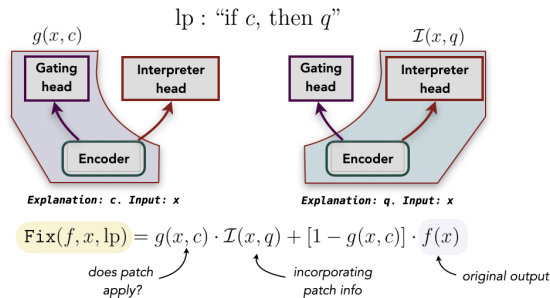 lp : “if c, then q”
g(x, c)
I(x, q)
Gating head
Interpreter head
Gating head
Interpreter head
Encoder
Encoder
Explanation: c. Input: x
Explanation: q. Input: x
Fix(f, x, lp) = g(x, c) · I(x, q) + [1 − g(x, c)] · f(x)
does patch apply?
incorporating patch info
original output